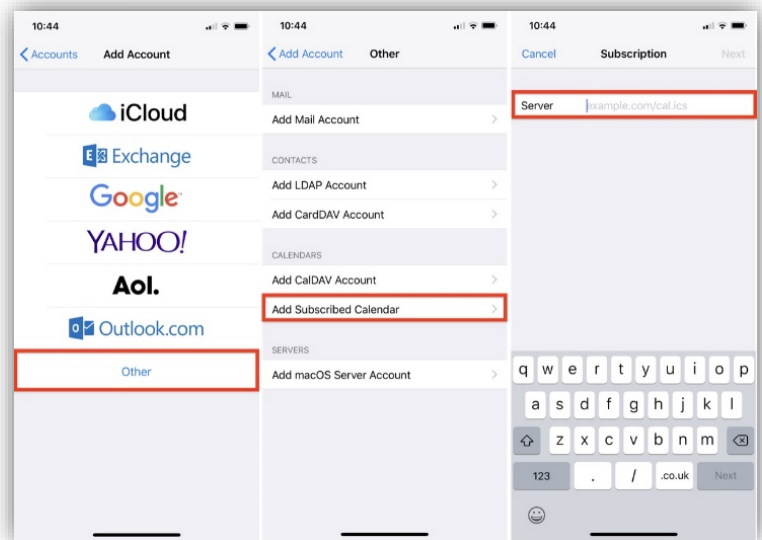 10:44
Accounts Add Account
iCloud
Exchange
Google
YAHOO!
Aol.
Outlook.com
Other
10:44
Add Account Other
MAIL
Add Mail Account
CONTACTS
Add LDAP Account
Add CardDAV Account
CALENDARS
Add CalDAV Account
Add Subscribed Calendar
SERVERS
Add macOS Server Account
10:44
Cancel Subscription Next
Server example.com/cal.ics
q w e r t y u i o p
a s d f g h j k l
z x c v b n m
123 . / .co.uk Next